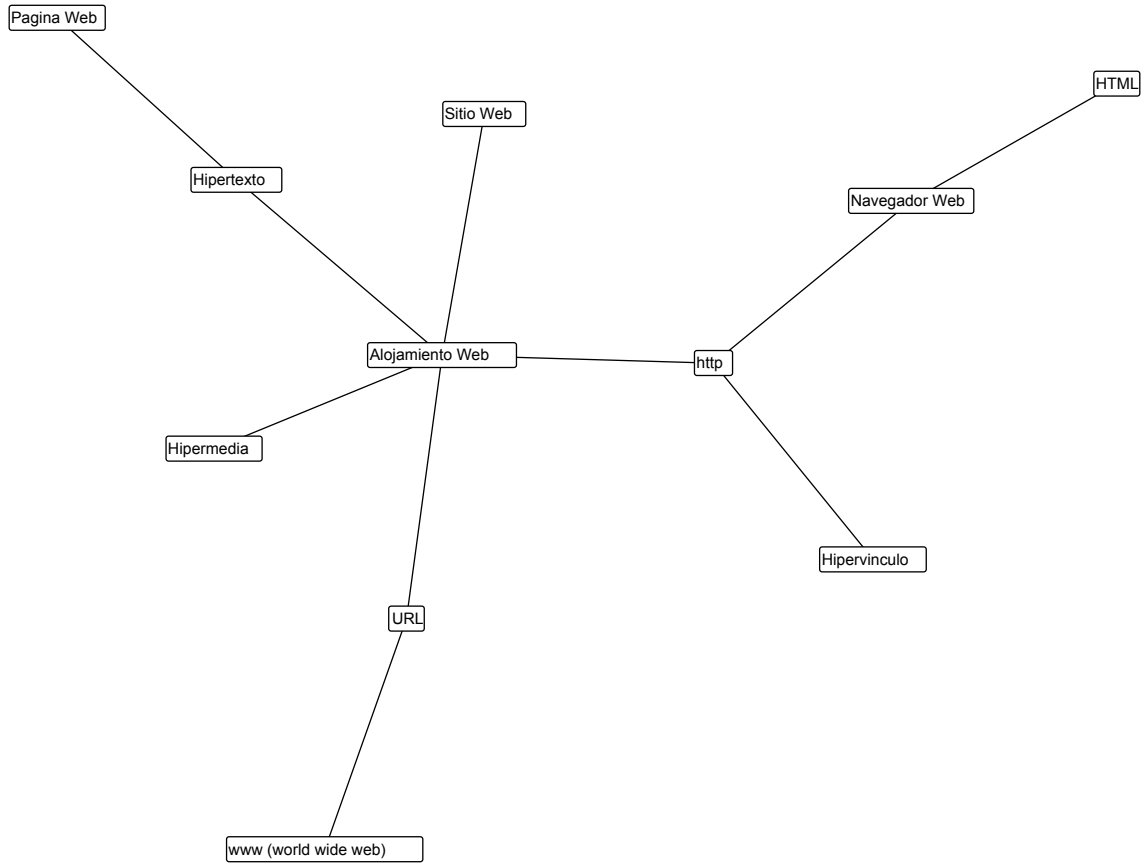 Pagina Web
HTML
Sitio Web
Hipertexto
Navegador Web
Alojamiento Web
http
Hipermedia
Hipervinculo
URL
www (world wide web)